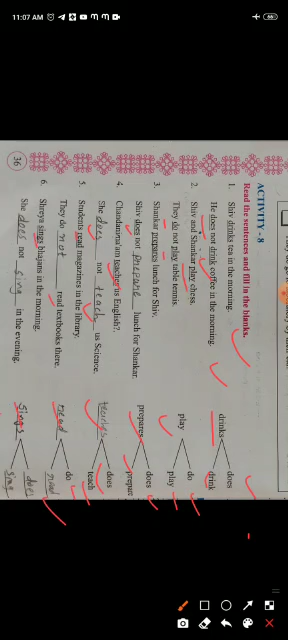 11:07 AM
ACTIVITY - 8
Read the sentences and fill in the blanks.
1. Shiv drinks tea in the morning.
He does not drink coffee in the morning.
drinks does drink
2. Shiv and Shankar play chess.
They do not play table tennis.
play do play
3. Shankar prepares lunch for Shiv.
Shiv does not prepare lunch for Shankar.
prepares does prepare
4. Chandanma'am teaches us English?.
She does not teach us Science.
teaches does teach
5. Students read magazines in the library.
They do not read textbooks there.
read do read
6. Shreya sings bhajans in the morning.
She does not sing in the evening.
sings does sing
36